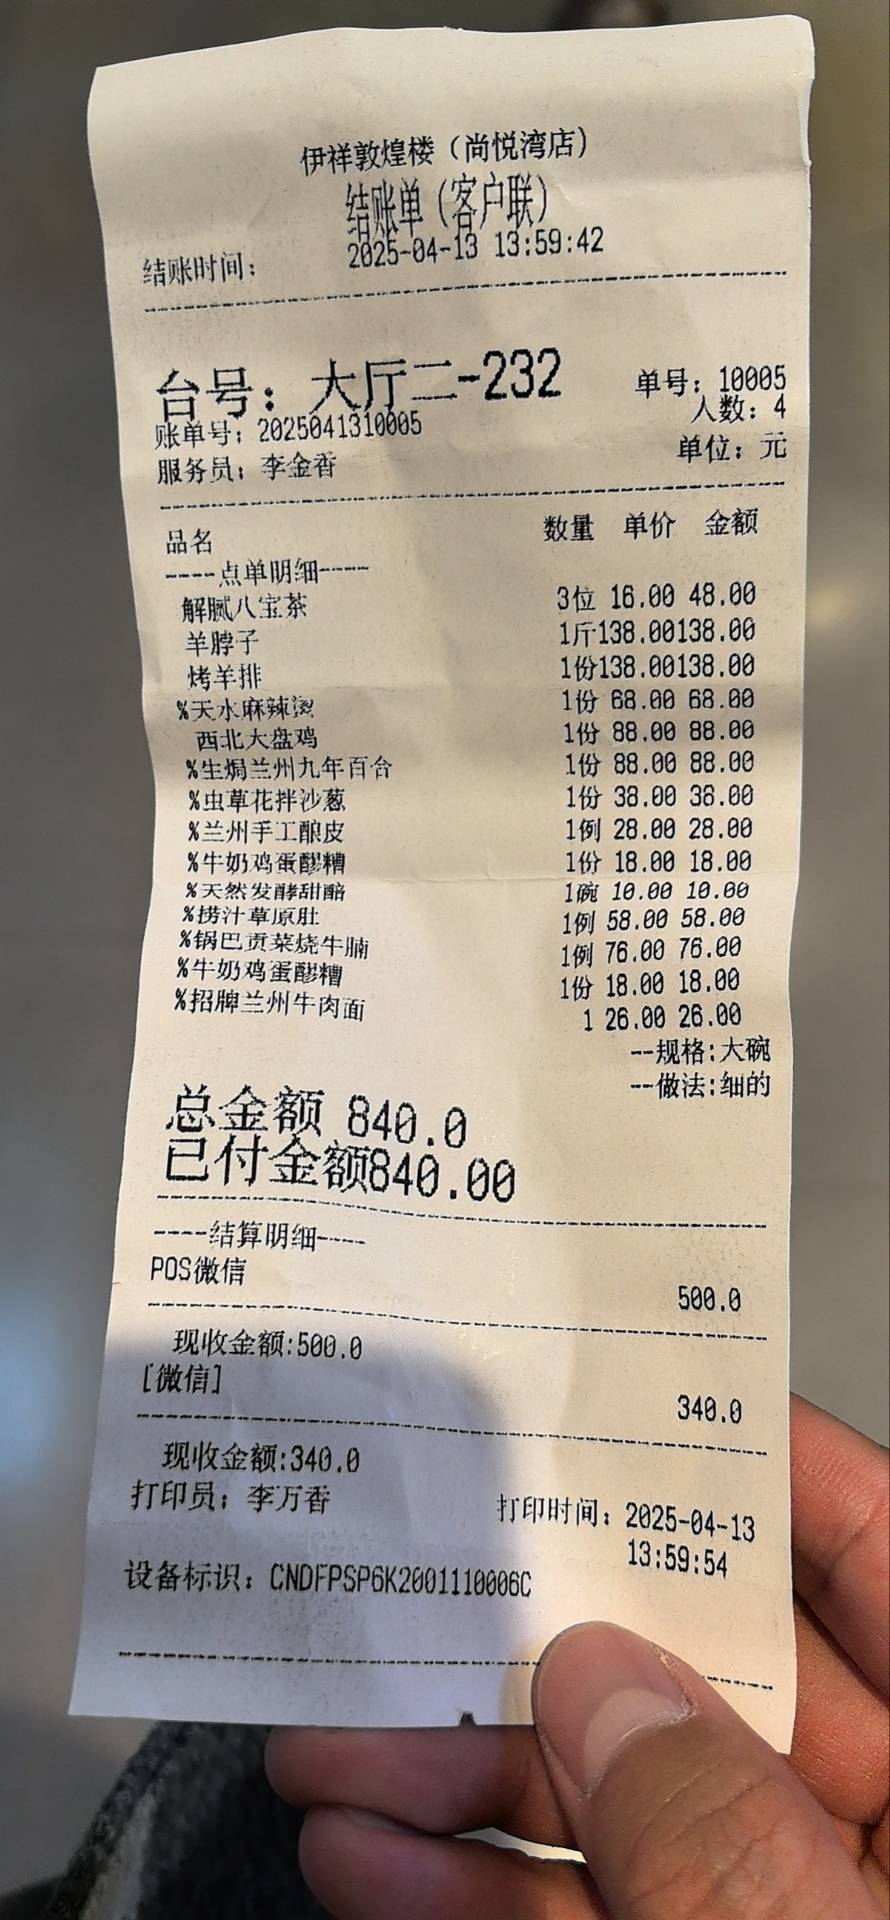 伊祥敦煌楼（尚悦湾店）
结账单（客户联）
结账时间： 2025-04-13 13:59:42
台号：大厅二-232 单号：10005
账单号：2025041310005 人数：4
服务员：李金香 单位：元
品名 数量 单价 金额
----点单明细----
解腻八宝茶 3位 16.00 48.00
羊脖子 1斤138.00138.00
烤羊排 1份138.00138.00
%天水麻辣烫 1份 68.00 68.00
西北大盘鸡 1份 88.00 88.00
%生焗兰州九年百合 1份 88.00 88.00
%虫草花拌沙葱 1份 38.00 38.00
%兰州手工酿皮 1例 28.00 28.00
%牛奶鸡蛋醪糟 1份 18.00 18.00
%天然发酵甜醅 1碗 10.00 10.00
%捞汁草原肚 1例 58.00 58.00
%锅巴贡菜烧牛腩 1例 76.00 76.00
%牛奶鸡蛋醪糟 1份 18.00 18.00
%招牌兰州牛肉面 1 26.00 26.00
--规格:大碗
--做法:细的
总金额 840.0
已付金额840.00
----结算明细----
POS微信 500.0
现收金额:500.0
[微信] 340.0
现收金额:340.0
打印员：李万香 打印时间：2025-04-13
13:59:54
设备标识：CNDFPSP6K2001110006C